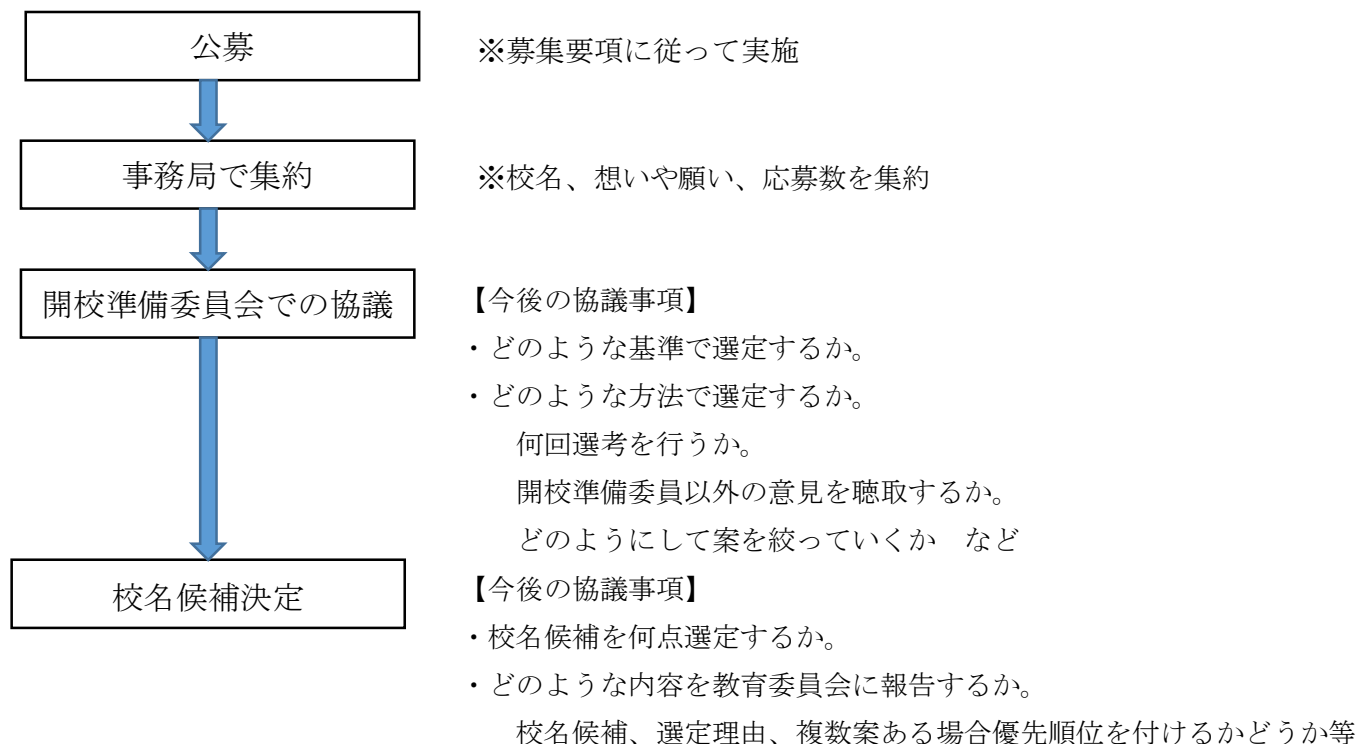 公募
※募集要項に従って実施
事務局で集約
※校名、想いや願い、応募数を集約
開校準備委員会での協議
【今後の協議事項】
・どのような基準で選定するか。
・どのような方法で選定するか。
何回選考を行うか。
開校準備委員以外の意見を聴取するか。
どのようにして案を絞っていくか　など
校名候補決定
【今後の協議事項】
・校名候補を何点選定するか。
・どのような内容を教育委員会に報告するか。
校名候補、選定理由、複数案ある場合優先順位を付けるかどうか等